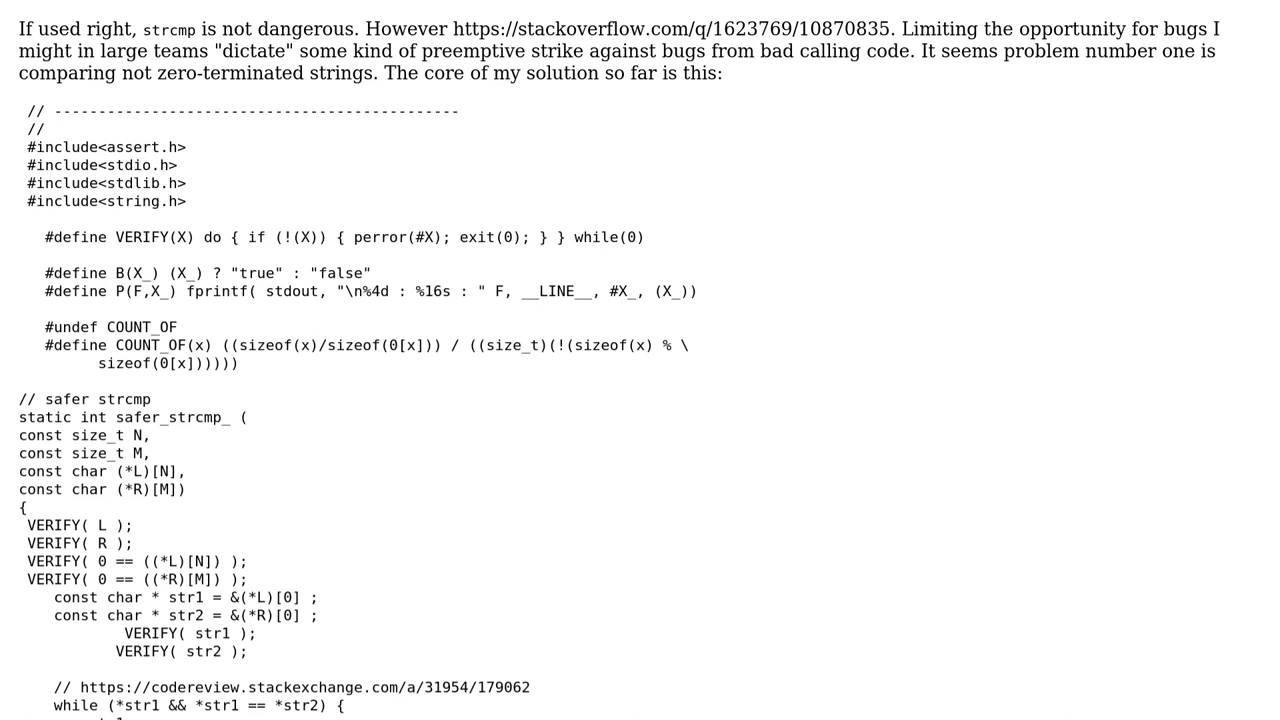 If used right, strcmp is not dangerous. However https://stackoverflow.com/q/1623769/10870835. Limiting the opportunity for bugs I
might in large teams "dictate" some kind of preemptive strike against bugs from bad calling code. It seems problem number one is
comparing not zero-terminated strings. The core of my solution so far is this:
// ----------------------------------------------
//
#include<assert.h>
#include<stdio.h>
#include<stdlib.h>
#include<string.h>
#define VERIFY(X) do { if (!(X)) { perror(#X); exit(0); } } while(0)
#define B(X_) (X_) ? "true" : "false"
#define P(F,X_) fprintf( stdout, "\n%4d : %16s : " F, __LINE__, #X_, (X_))
#undef COUNT_OF
#define COUNT_OF(x) ((sizeof(x)/sizeof(0[x])) / ((size_t)(!(sizeof(x) % \
sizeof(0[x])))))
// safer strcmp
static int safer_strcmp_ (
const size_t N,
const size_t M,
const char (*L)[N],
const char (*R)[M])
{
VERIFY( L );
VERIFY( R );
VERIFY( 0 == ((*L)[N]) );
VERIFY( 0 == ((*R)[M]) );
const char * str1 = &(*L)[0] ;
const char * str2 = &(*R)[0] ;
VERIFY( str1 );
VERIFY( str2 );
// https://codereview.stackexchange.com/a/31954/179062
while (*str1 && *str1 == *str2) {